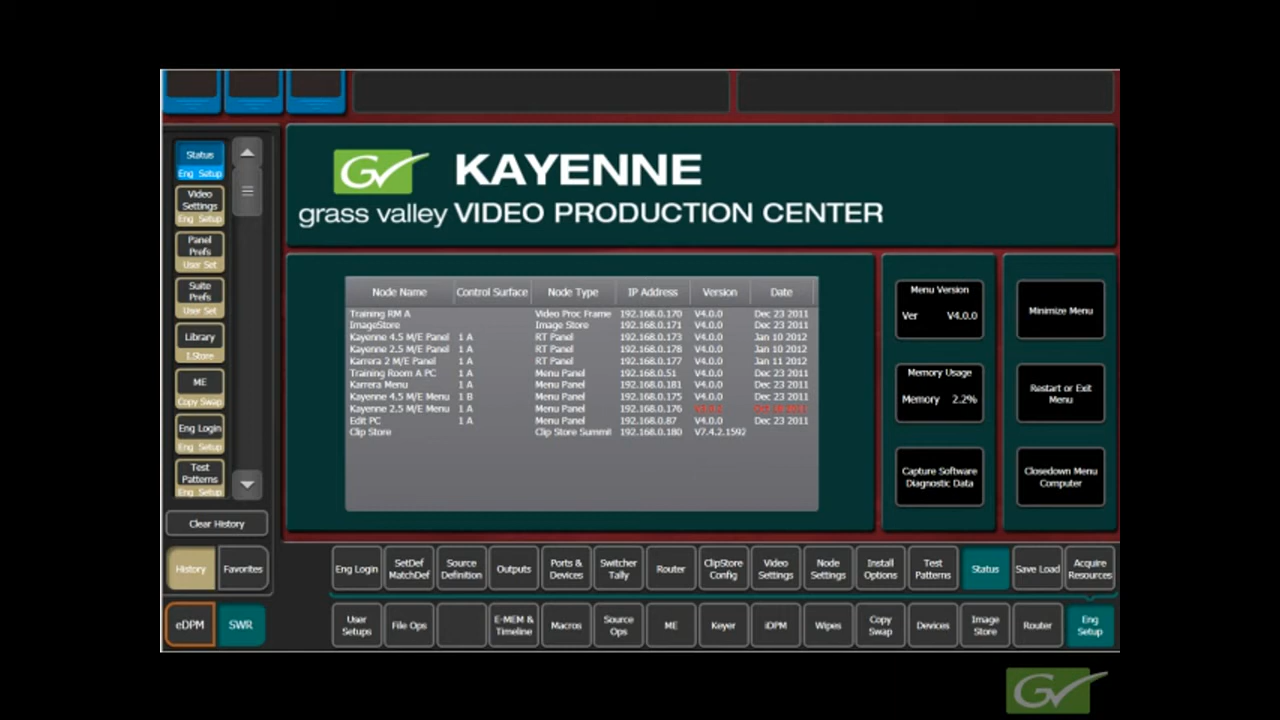 KAYENNE
grass valley VIDEO PRODUCTION CENTER
Status
Eng Setup
Video Settings
Eng Setup
Panel Prefs
User Set
Suite Prefs
User Set
Library
I.Store
ME
Copy Swap
Eng Login
Eng Setup
Test Patterns
Eng Setup
Clear History
History Favorites
eDPM SWR
Node Name Control Surface Node Type IP Address Version Date
Training RM A Video Proc Frame 192.168.0.170 V4.0.0 Dec 23 2011
ImageStore Image Store 192.168.0.171 V4.0.0 Dec 23 2011
Kayenne 4.5 M/E Panel 1 A RT Panel 192.168.0.173 V4.0.0 Jan 10 2012
Kayenne 2.5 M/E Panel 1 A RT Panel 192.168.0.178 V4.0.0 Jan 10 2012
Karrera 2 M/E Panel 1 A RT Panel 192.168.0.177 V4.0.0 Jan 11 2012
Training Room A PC 1 A Menu Panel 192.168.0.51 V4.0.0 Dec 23 2011
Karrera Menu 1 A Menu Panel 192.168.0.181 V4.0.0 Dec 23 2011
Kayenne 4.5 M/E Menu 1 B Menu Panel 192.168.0.175 V4.0.0 Dec 23 2011
Kayenne 2.5 M/E Menu 1 A Menu Panel 192.168.0.176
Edit PC 1 A Menu Panel 192.168.0.87 V4.0.0 Dec 23 2011
Clip Store Clip Store Summit 192.168.0.180 V7.4.2.1592
Menu Version
Ver V4.0.0
Memory Usage
Memory 2.2%
Capture Software
Diagnostic Data
Minimize Menu
Restart or Exit
Menu
Closedown Menu
Computer
Eng Login SetDef MatchDef Source Definition Outputs Ports & Devices Switcher Tally Router ClipStore Config Video Settings Node Settings Install Options Test Patterns Status Save Load Acquire Resources
User Setups File Ops E-MEM & Timeline Macros Source Ops ME Keyer iDPM Wipes Copy Swap Devices Image Store Router Eng Setup